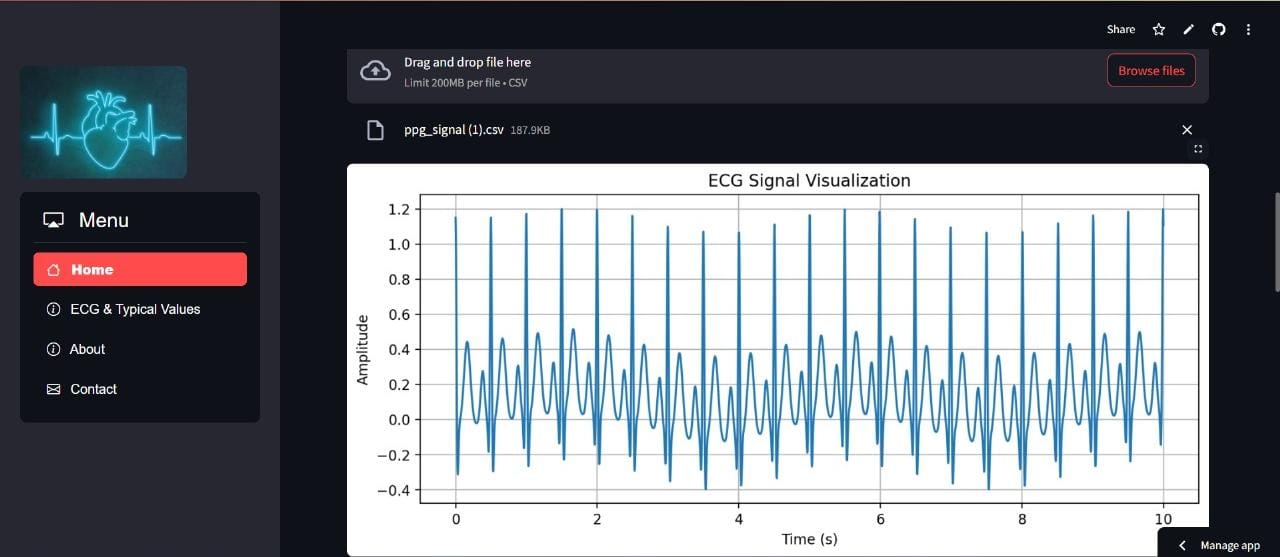 Share
Drag and drop file here
Limit 200MB per file • CSV
Browse files
ppg_signal (1).csv 187.9KB
Menu
Home
ECG & Typical Values
About
Contact
ECG Signal Visualization
Amplitude
1.2
1.0
0.8
0.6
0.4
0.2
0.0
−0.2
−0.4
0 2 4 6 8 10
Time (s)
Manage app